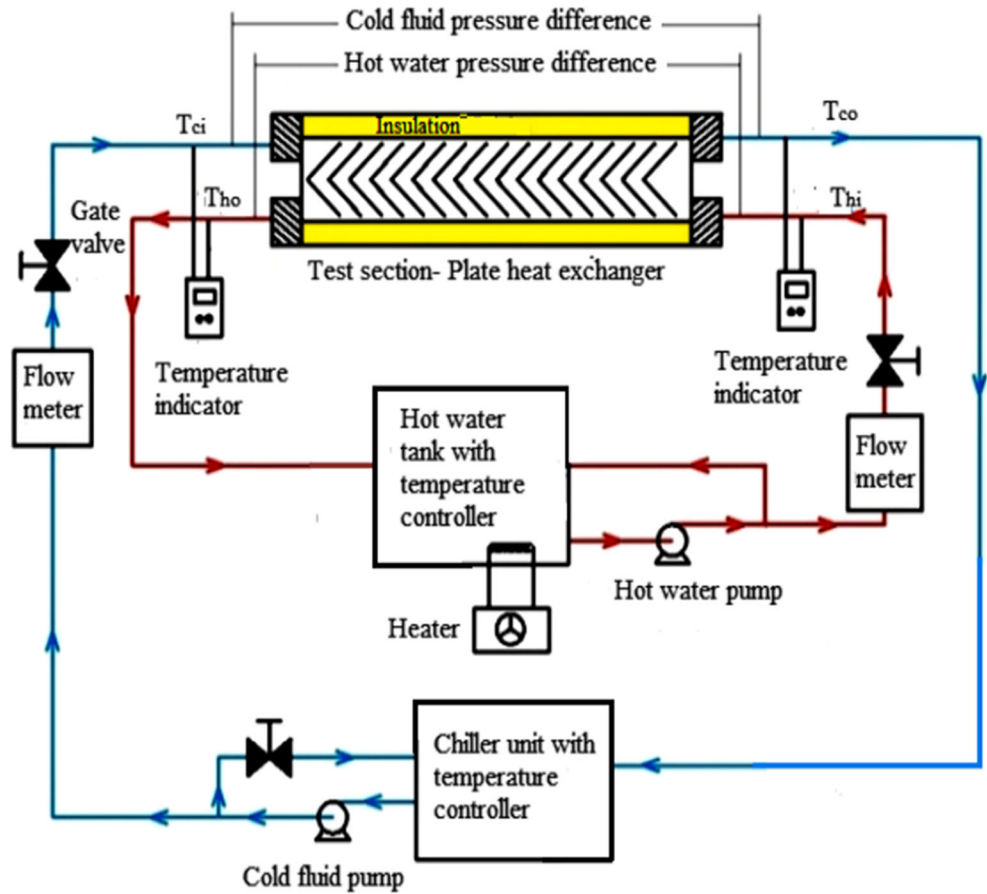 Cold fluid pressure difference
Hot water pressure difference
Tci
Insulation
Tco
Tho
Thi
Gate
valve
Test section- Plate heat exchanger
Flow
meter
Temperature
indicator
Temperature
indicator
Hot water
tank with
temperature
controller
Flow
meter
Hot water pump
Heater
Chiller unit with
temperature
controller
Cold fluid pump